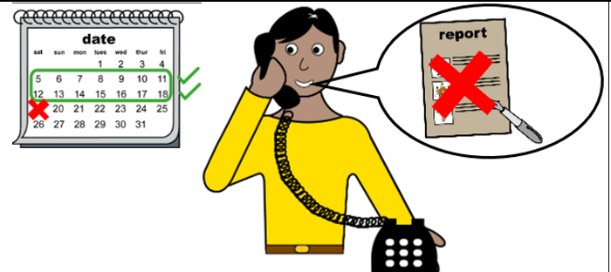 date
sat sun mon tues wed thur fri
1 2 3 4
5 6 7 8 9 10 11
12 13 14 15 16 17 18
20 21 22 23 24 25
26 27 28 29 30 31
report